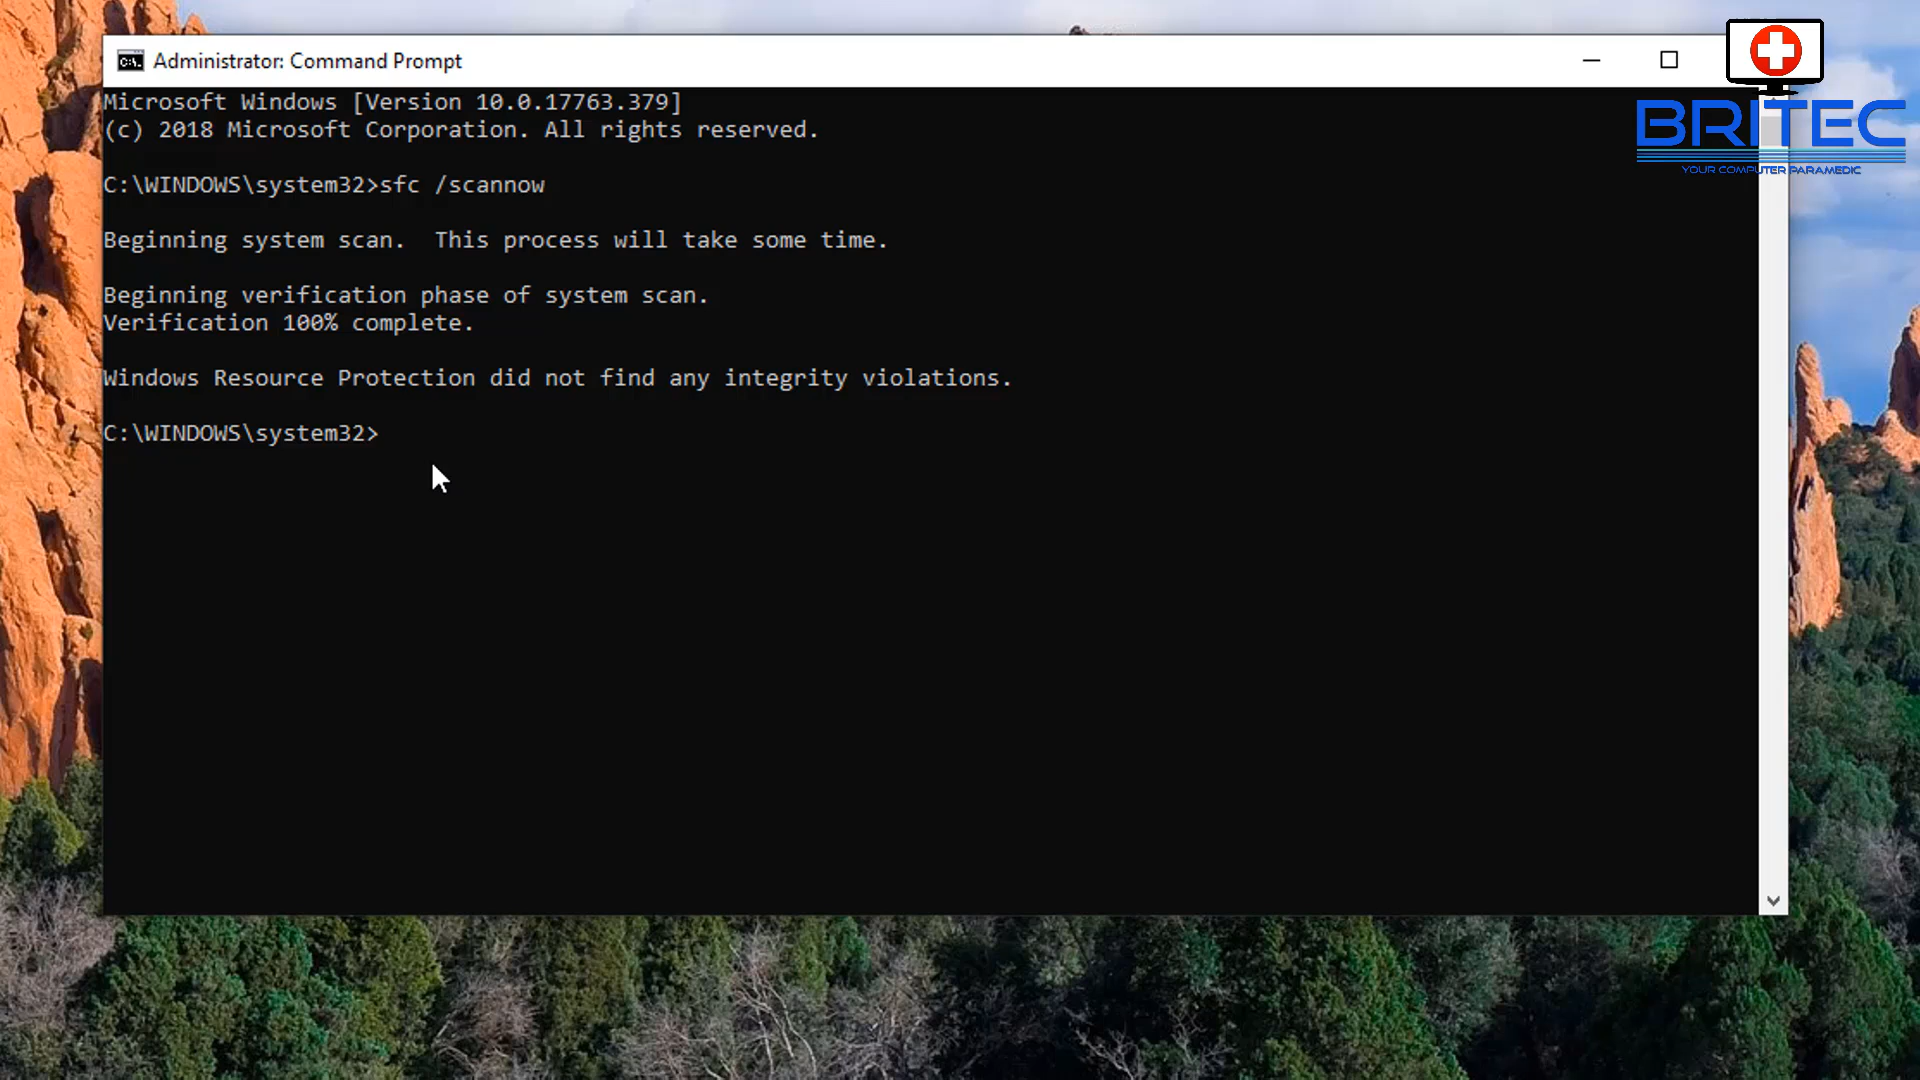 Administrator: Command Prompt
BRITEC
YOUR COMPUTER PARAMEDIC
Microsoft Windows [Version 10.0.17763.379]
(c) 2018 Microsoft Corporation. All rights reserved.
C:\WINDOWS\system32>sfc /scannow
Beginning system scan.  This process will take some time.
Beginning verification phase of system scan.
Verification 100% complete.
Windows Resource Protection did not find any integrity violations.
C:\WINDOWS\system32>